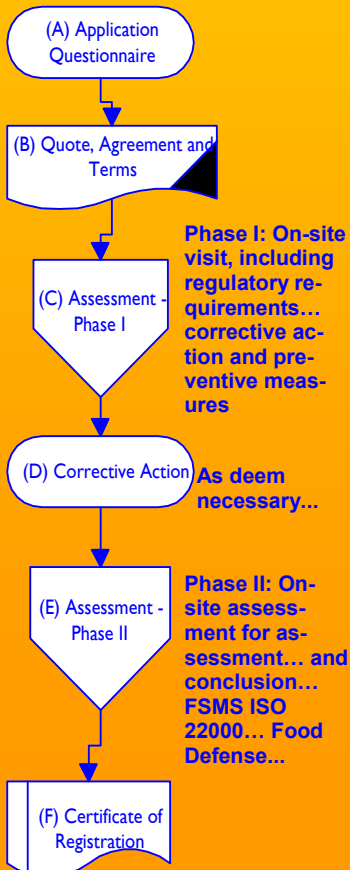 (A) Application
Questionnaire
(B) Quote, Agreement and
Terms
Phase I: On-site
visit, including
regulatory re-
quirements…
corrective ac-
tion and pre-
ventive meas-
ures
(C) Assessment -
Phase I
(D) Corrective Action
As deem
necessary...
Phase II: On-
site assess-
ment for as-
sessment… and
conclusion…
FSMS ISO
22000… Food
Defense...
(E) Assessment -
Phase II
(F) Certificate of
Registration